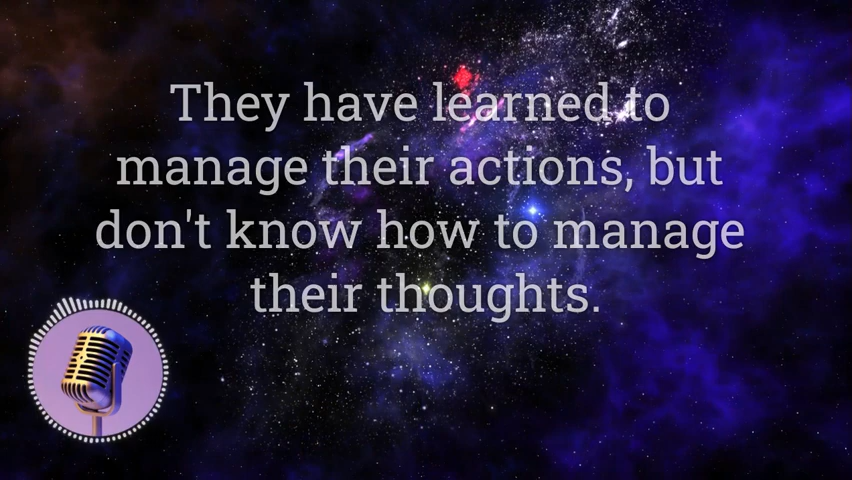 They have learned to
manage their actions, but
don't know how to manage
their thoughts.